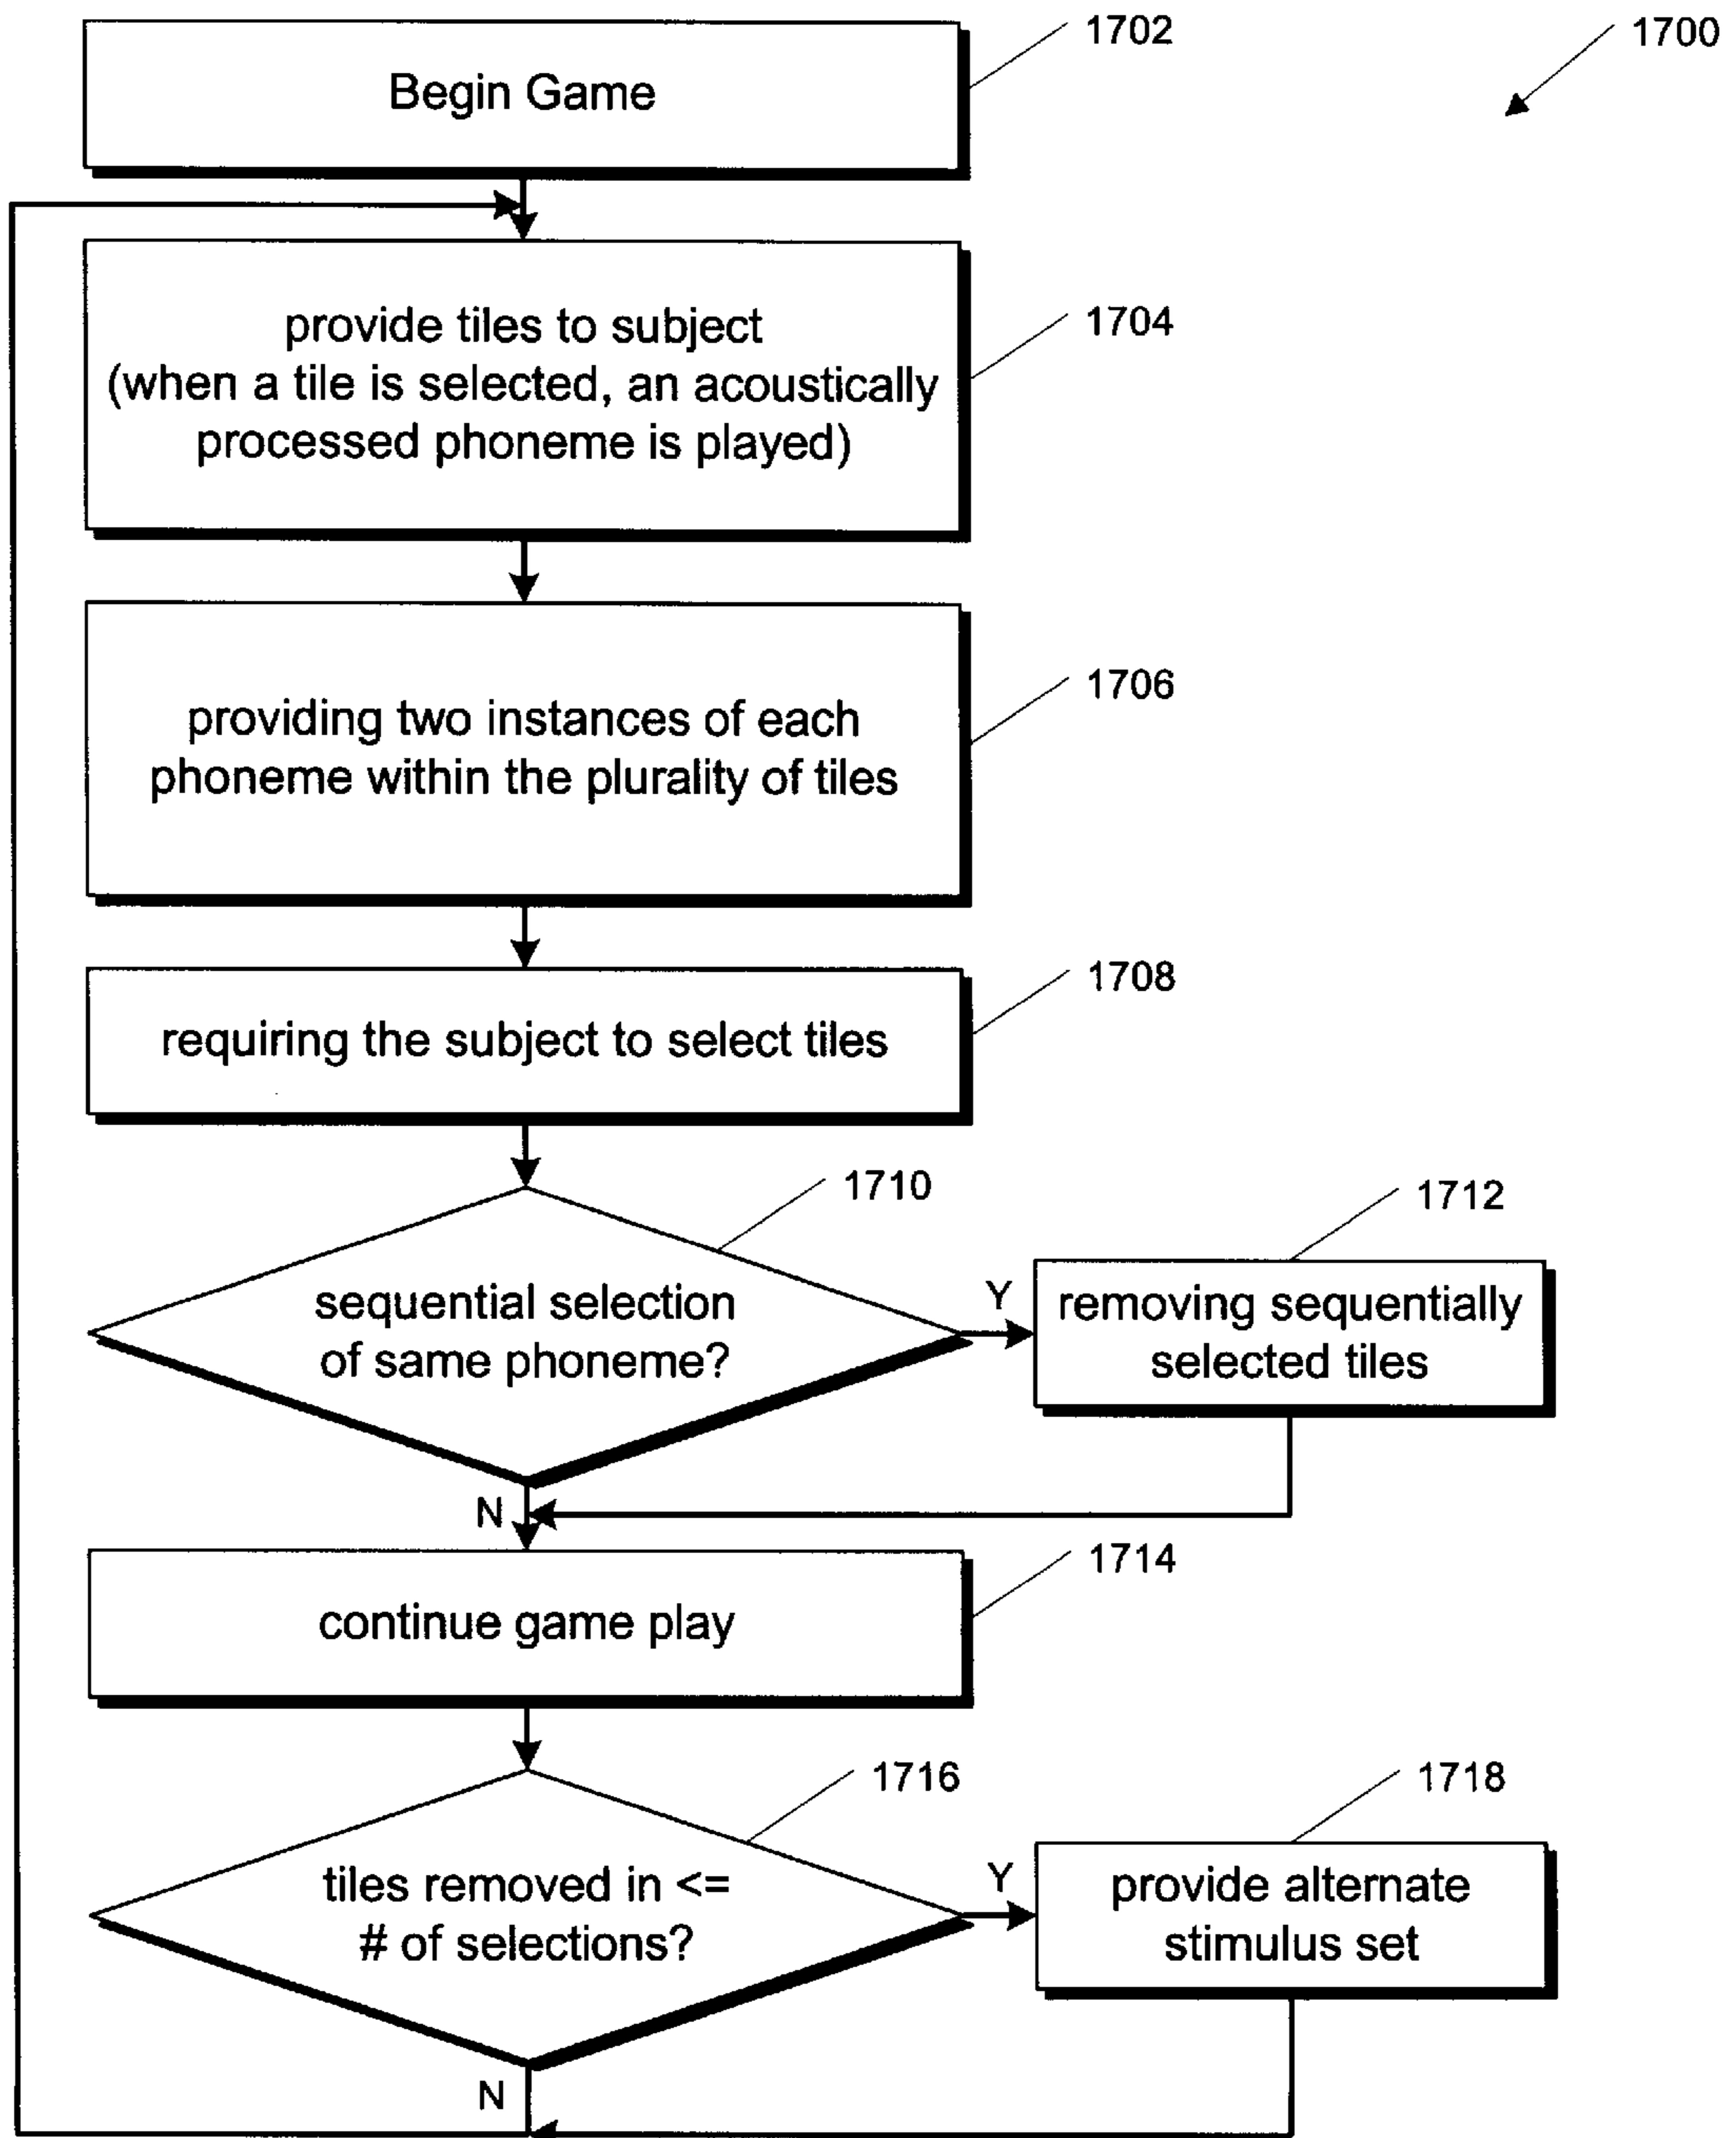 1702
1700
Begin Game
1704
provide tiles to subject
(when a tile is selected, an acoustically
processed phoneme is played)
1706
providing two instances of each
phoneme within the plurality of tiles
1708
requiring the subject to select tiles
1710
1712
sequential selection
of same phoneme?
Y
removing sequentially
selected tiles
N
1714
continue game play
1716
1718
tiles removed in <=
# of selections?
Y
provide alternate
stimulus set
N